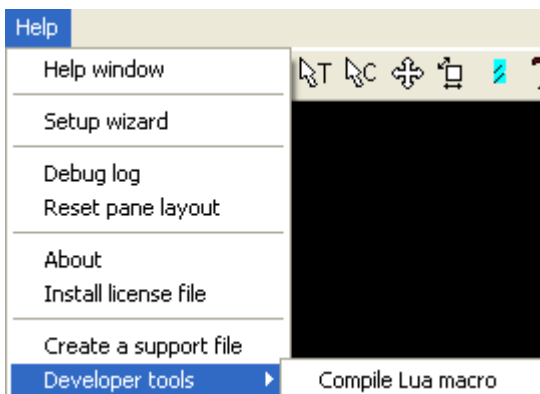 Help
Help window
T C
Setup wizard
Debug log
Reset pane layout
About
Install license file
Create a support file
Developer tools
Compile Lua macro